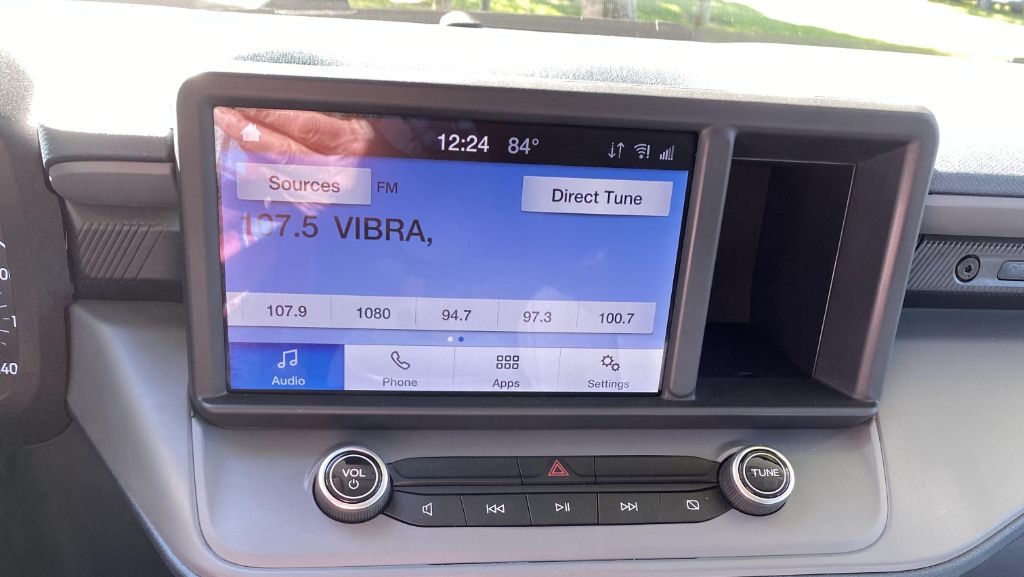 12:24 84°
Sources FM
Direct Tune
107.5 VIBRA,
107.9 1080 94.7 97.3 100.7
Audio Phone Apps Settings
VOL
TUNE
40